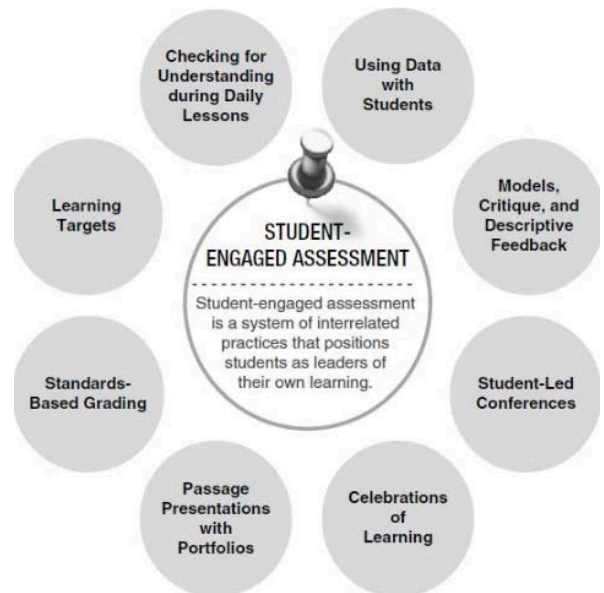 Checking for
Understanding
during Daily
Lessons
Using Data
with
Students
Models,
Critique, and
Descriptive
Feedback
Student-Led
Conferences
Celebrations
of
Learning
Passage
Presentations
with
Portfolios
Standards-
Based Grading
Learning
Targets
STUDENT-
ENGAGED ASSESSMENT
Student-engaged assessment
is a system of interrelated
practices that positions
students as leaders of
their own learning.